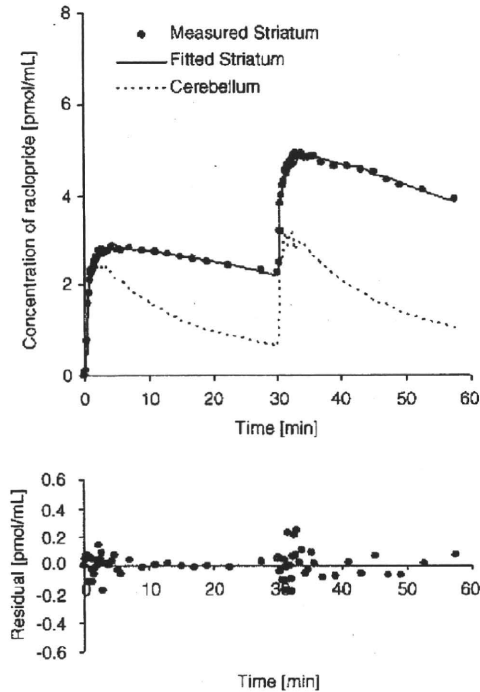 Measured Striatum
Fitted Striatum
Cerebellum
Concentration of raclopride [pmol/mL]
8
6
4
2
0
0 10 20 30 40 50 60
Time [min]
Residual [pmol/mL]
0.6
0.4
0.2
0.0
-0.2
-0.4
-0.6
0 10 20 30 40 50 60
Time [min]